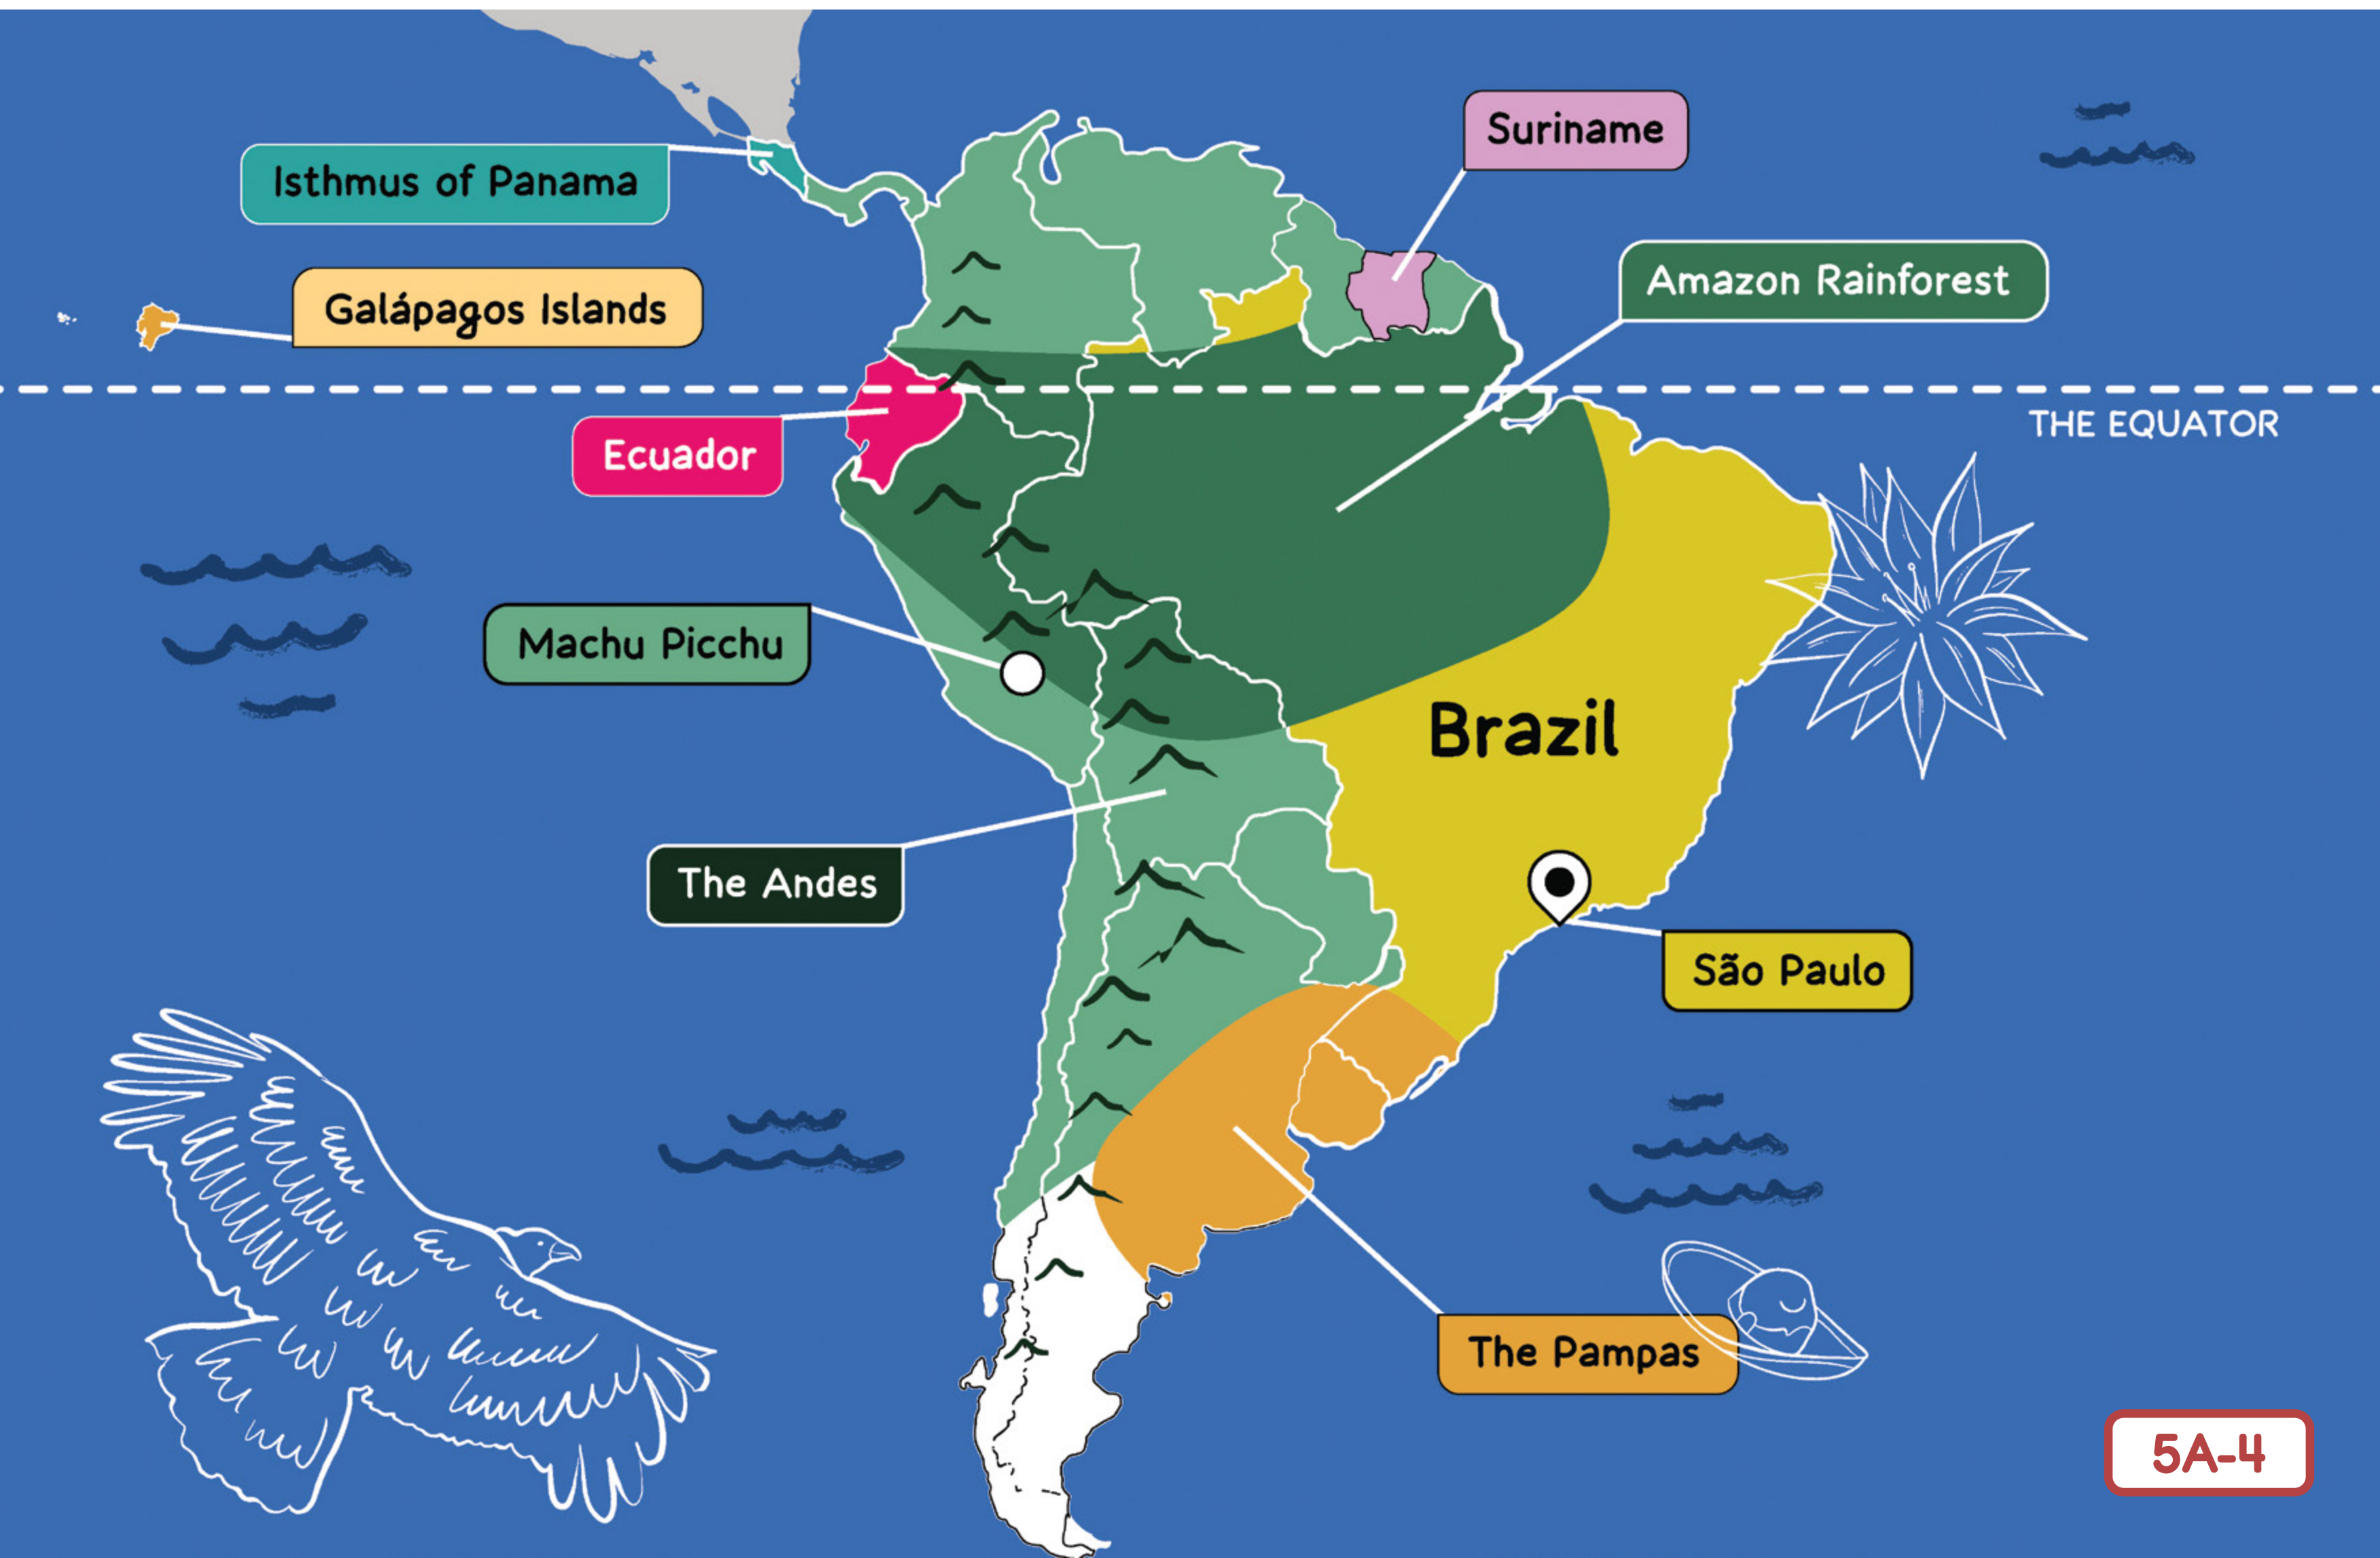 Suriname
Isthmus of Panama
Amazon Rainforest
Galápagos Islands
THE EQUATOR
Ecuador
Machu Picchu
Brazil
The Andes
São Paulo
The Pampas
5A-4